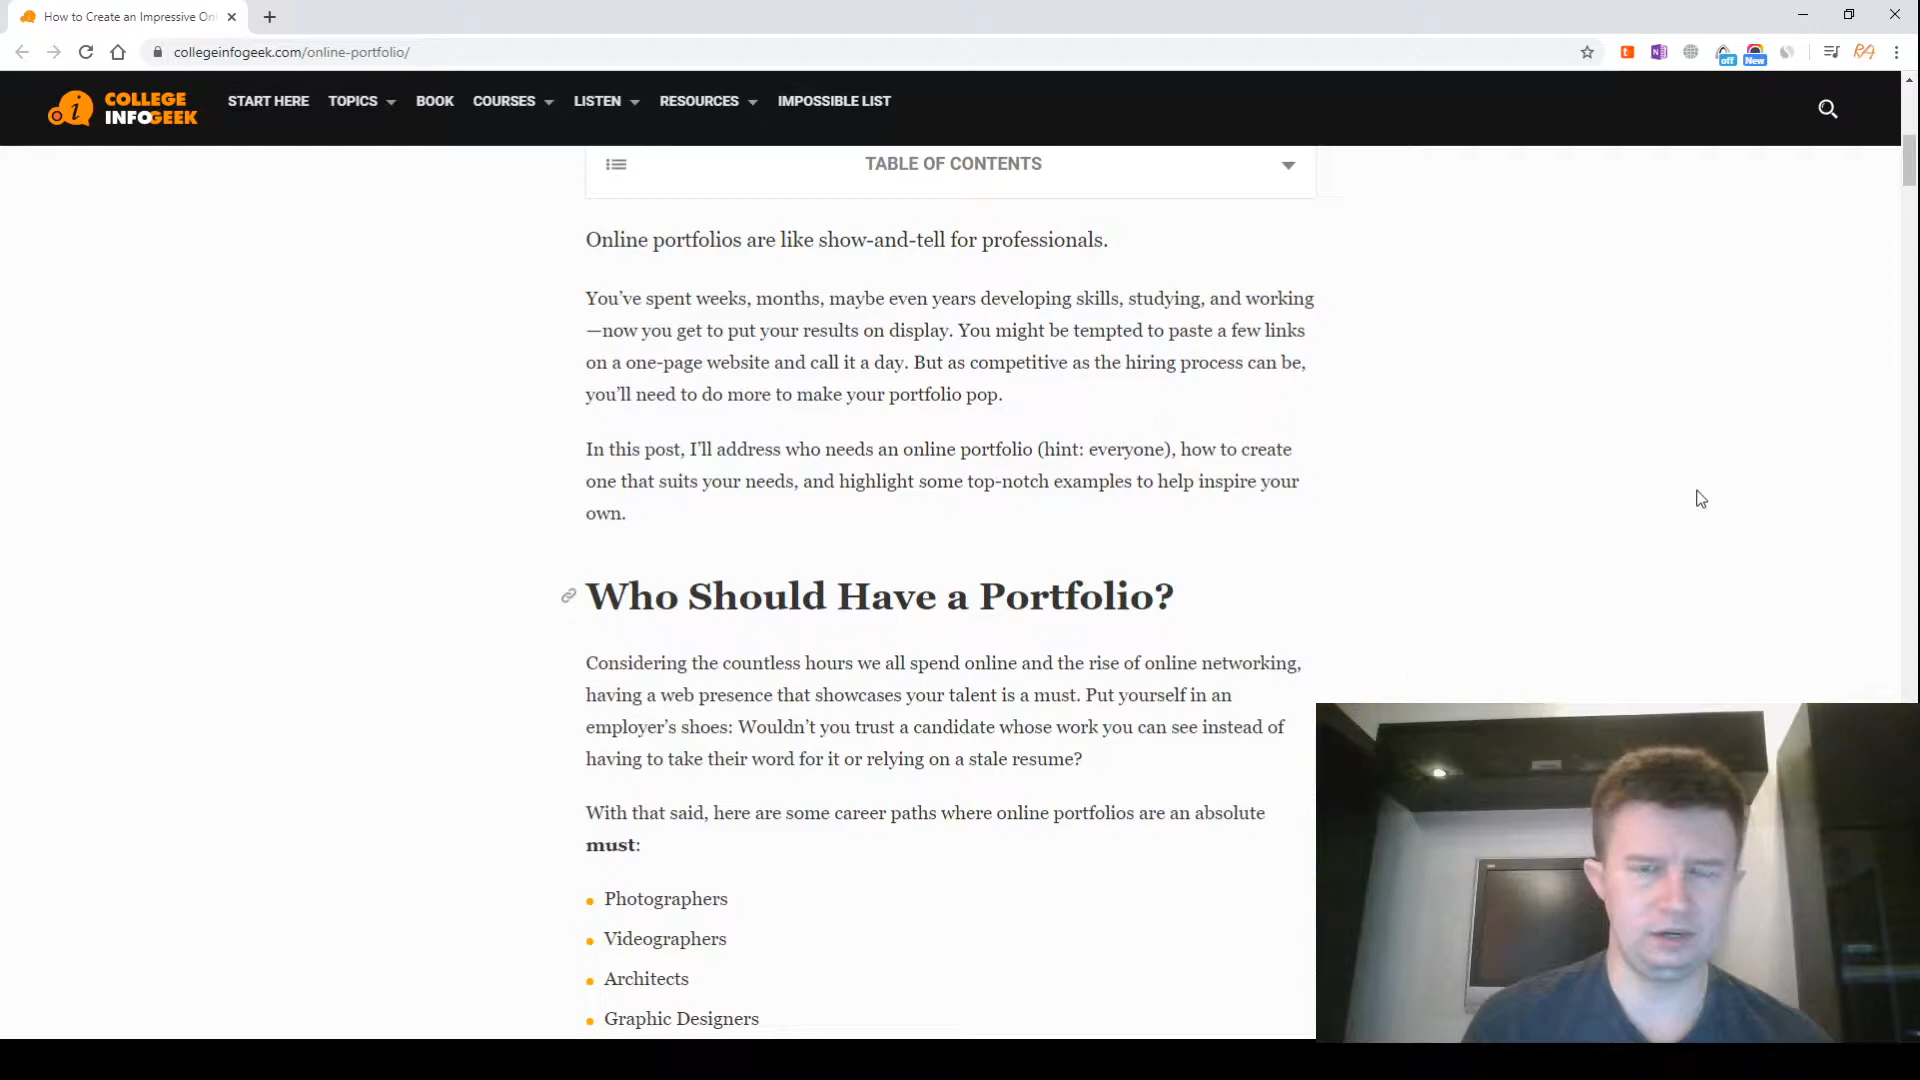 How to Create an Impressive Onl
collegeinfogeek.com/online-portfolio/
off
New
COLLEGE
INFOGEEK
START HERE
TOPICS
BOOK
COURSES
LISTEN
RESOURCES
IMPOSSIBLE LIST
TABLE OF CONTENTS
Online portfolios are like show-and-tell for professionals.
You’ve spent weeks, months, maybe even years developing skills, studying, and working
—now you get to put your results on display. You might be tempted to paste a few links
on a one-page website and call it a day. But as competitive as the hiring process can be,
you’ll need to do more to make your portfolio pop.
In this post, I’ll address who needs an online portfolio (hint: everyone), how to create
one that suits your needs, and highlight some top-notch examples to help inspire your
own.
Who Should Have a Portfolio?
Considering the countless hours we all spend online and the rise of online networking,
having a web presence that showcases your talent is a must. Put yourself in an
employer’s shoes: Wouldn’t you trust a candidate whose work you can see instead of
having to take their word for it or relying on a stale resume?
With that said, here are some career paths where online portfolios are an absolute
must:
Photographers
Videographers
Architects
Graphic Designers